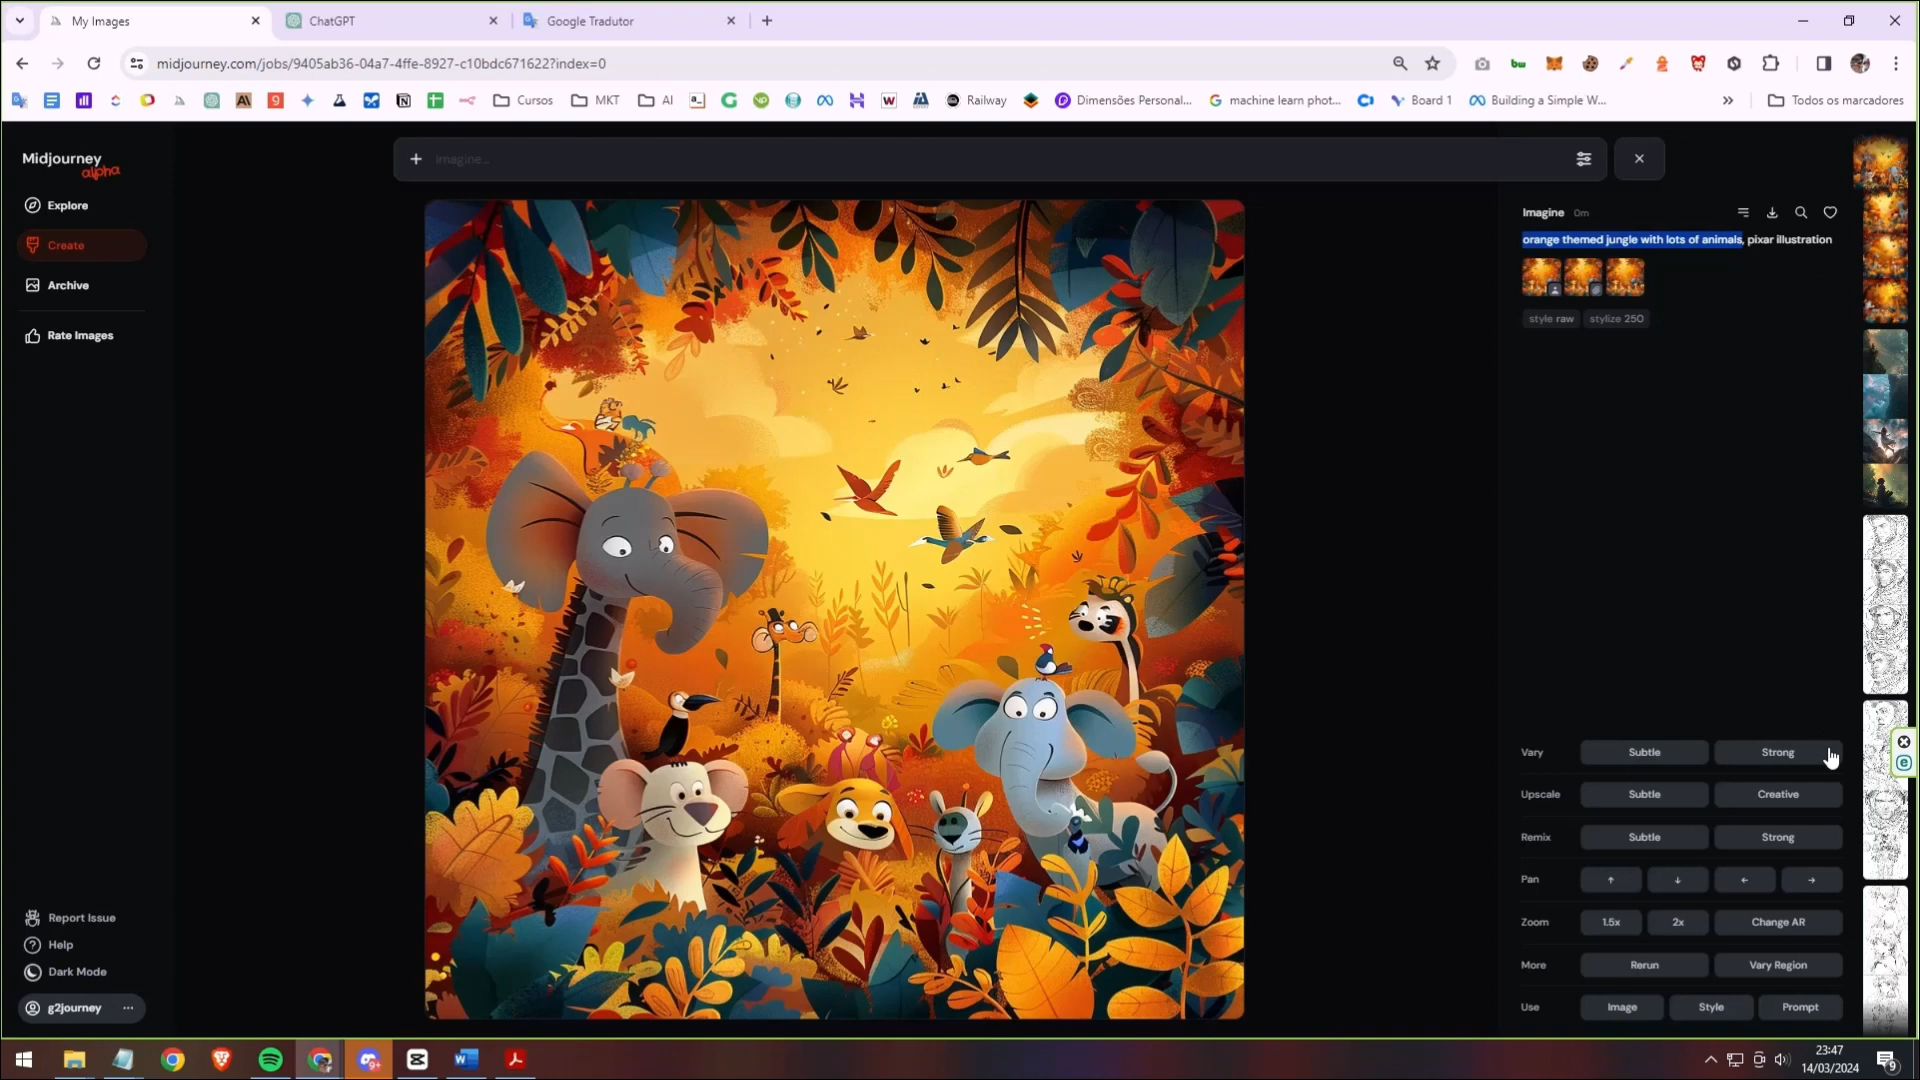 My Images
ChatGPT
Google Tradutor
midjourney.com/jobs/9405ab36-04a7-4ffe-8927-c10bdc671622?index=0
Cursos
MKT
AI
Railway
Dimensões Personal...
machine learn phot...
Board 1
Building a Simple W...
Todos os marcadores
Midjourney
alpha
Explore
Create
Archive
Rate Images
Imagine...
Imagine 0m
orange themed jungle with lots of animals, pixar illustration
style raw stylize 250
Vary Subtle Strong
Upscale Subtle Creative
Remix Subtle Strong
Pan ↑ ↓ ← →
Zoom 1.5x 2x Change AR
More Rerun Vary Region
Use Image Style Prompt
Report Issue
Help
Dark Mode
g2journey
23:47
14/03/2024